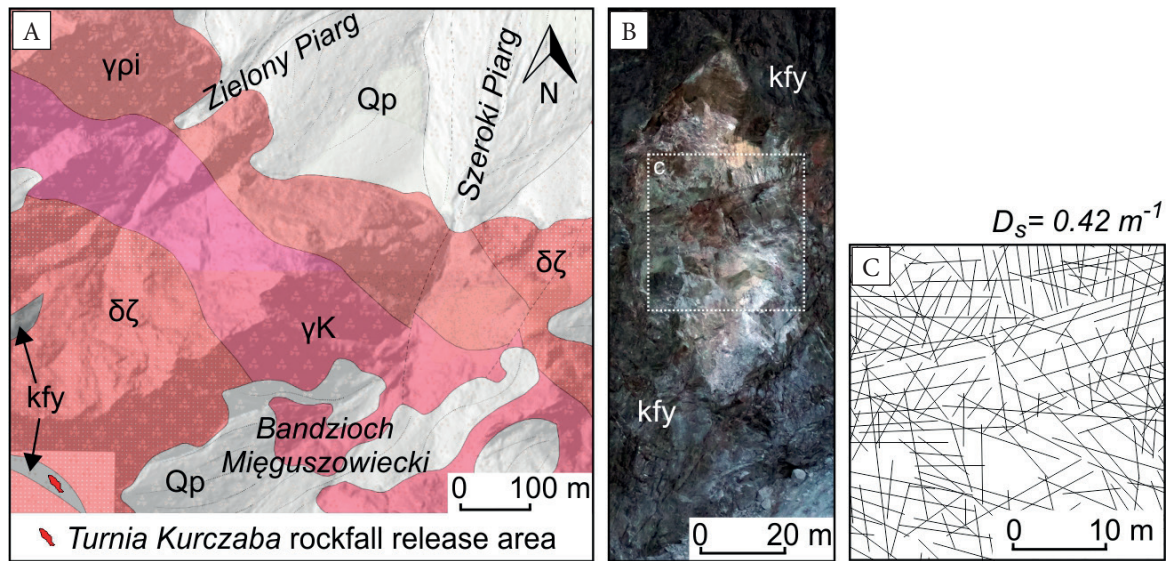 A
γρi
Zielony Piarg
Qp
Szeroki Piarg
N
δζ
δζ
γK
kfy
Bandzioch
Mięguszowiecki
Qp
0 100 m
Turnia Kurczaba rockfall release area
B
kfy
c
kfy
0 20 m
Ds= 0.42 m-1
C
0 10 m